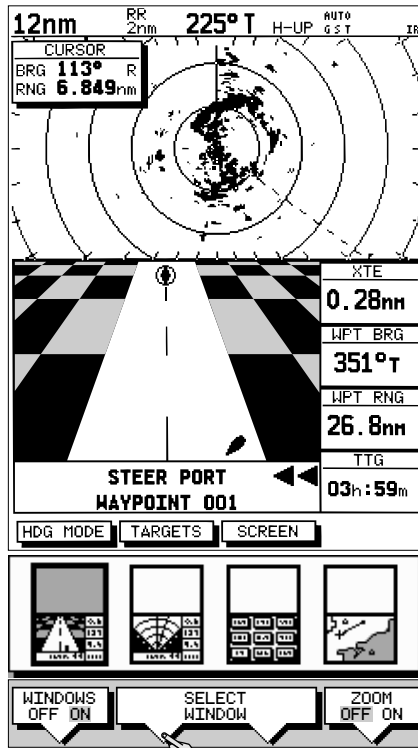 12nm RR 2nm 225°T H-UP AUTO GST IR
CURSOR
BRG 113° R
RNG 6.849nm
XTE
0.28nm
WPT BRG
351°T
WPT RNG
26.8nm
TTG
03h:59m
STEER PORT
WAYPOINT 001
HDG MODE TARGETS SCREEN
WINDOWS
OFF ON
SELECT
WINDOW
ZOOM
OFF ON